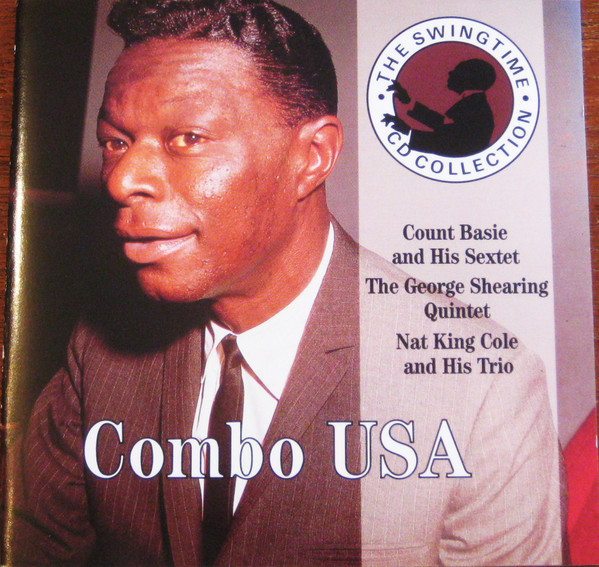 THE SWINGTIME
CD COLLECTION
Count Basie
and His Sextet
The George Shearing
Quintet
Nat King Cole
and His Trio
Combo USA